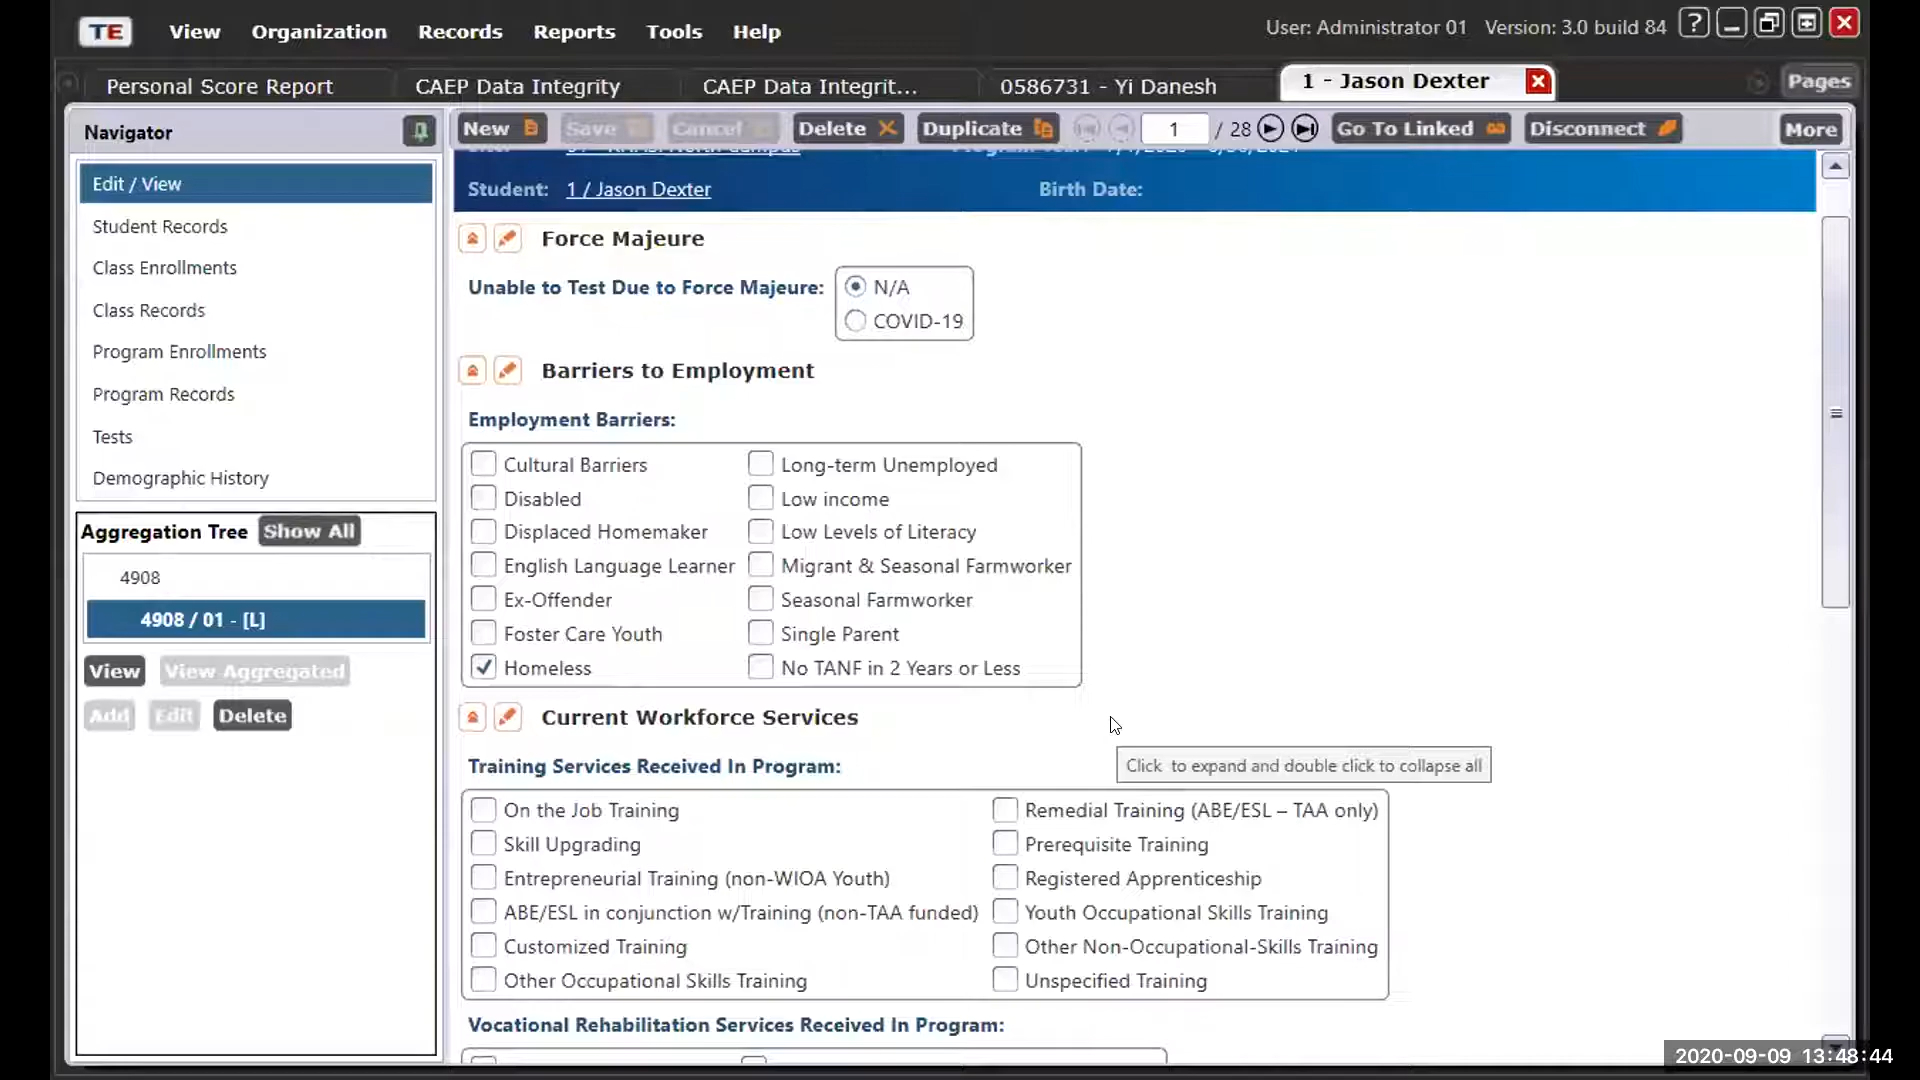 TE View Organization Records Reports Tools Help User: Administrator 01 Version: 3.0 build 84 ?
Personal Score Report CAEP Data Integrity CAEP Data Integrit... 0586731 - Yi Danesh 1 - Jason Dexter Pages
Navigator
New Save Cancel Delete Duplicate 1 / 28 Go To Linked Disconnect More
Edit / View
Student Records
Class Enrollments
Class Records
Program Enrollments
Program Records
Tests
Demographic History
Aggregation Tree Show All
4908
4908 / 01 - [L]
View View Aggregated
Add Edit Delete
Student: 1 / Jason Dexter Birth Date:
Force Majeure
Unable to Test Due to Force Majeure: N/A
COVID-19
Barriers to Employment
Employment Barriers:
Cultural Barriers Long-term Unemployed
Disabled Low income
Displaced Homemaker Low Levels of Literacy
English Language Learner Migrant & Seasonal Farmworker
Ex-Offender Seasonal Farmworker
Foster Care Youth Single Parent
Homeless No TANF in 2 Years or Less
Current Workforce Services
Training Services Received In Program:
Click to expand and double click to collapse all
On the Job Training Remedial Training (ABE/ESL – TAA only)
Skill Upgrading Prerequisite Training
Entrepreneurial Training (non-WIOA Youth) Registered Apprenticeship
ABE/ESL in conjunction w/Training (non-TAA funded) Youth Occupational Skills Training
Customized Training Other Non-Occupational-Skills Training
Other Occupational Skills Training Unspecified Training
Vocational Rehabilitation Services Received In Program:
2020-09-09 13:48:44